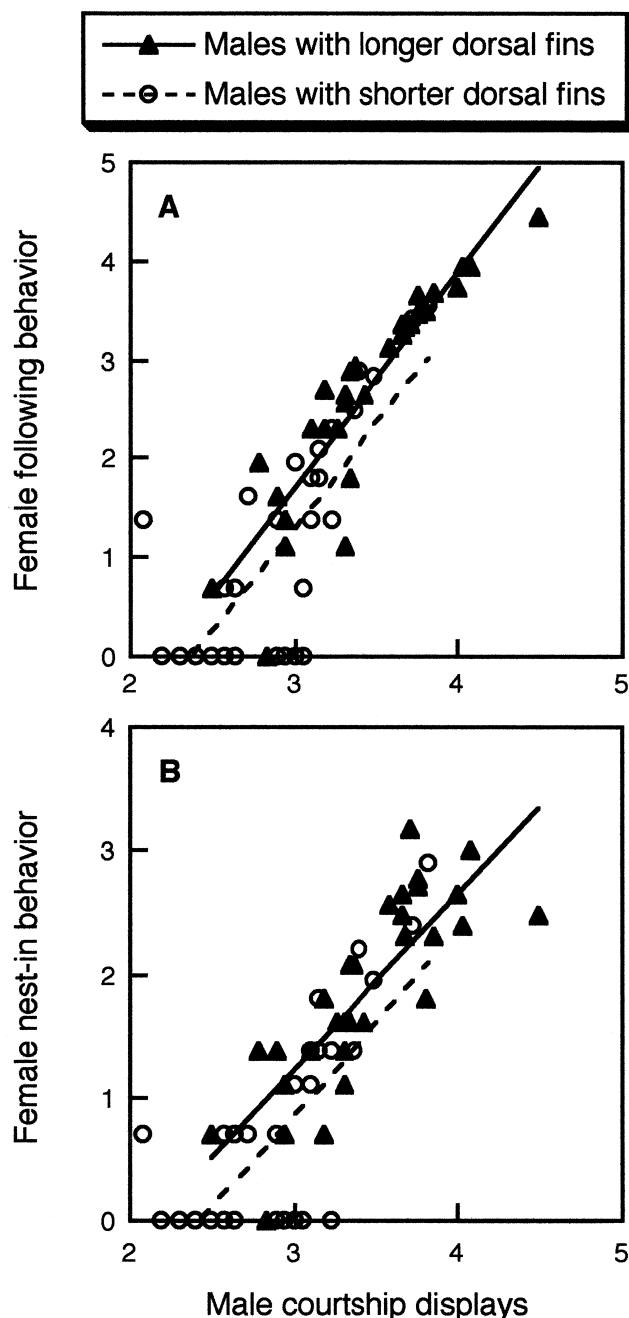 Males with longer dorsal fins
Males with shorter dorsal fins
A
Female following behavior
5
4
3
2
1
0
2
3
4
5
B
Female nest-in behavior
4
3
2
1
0
2
3
4
5
Male courtship displays